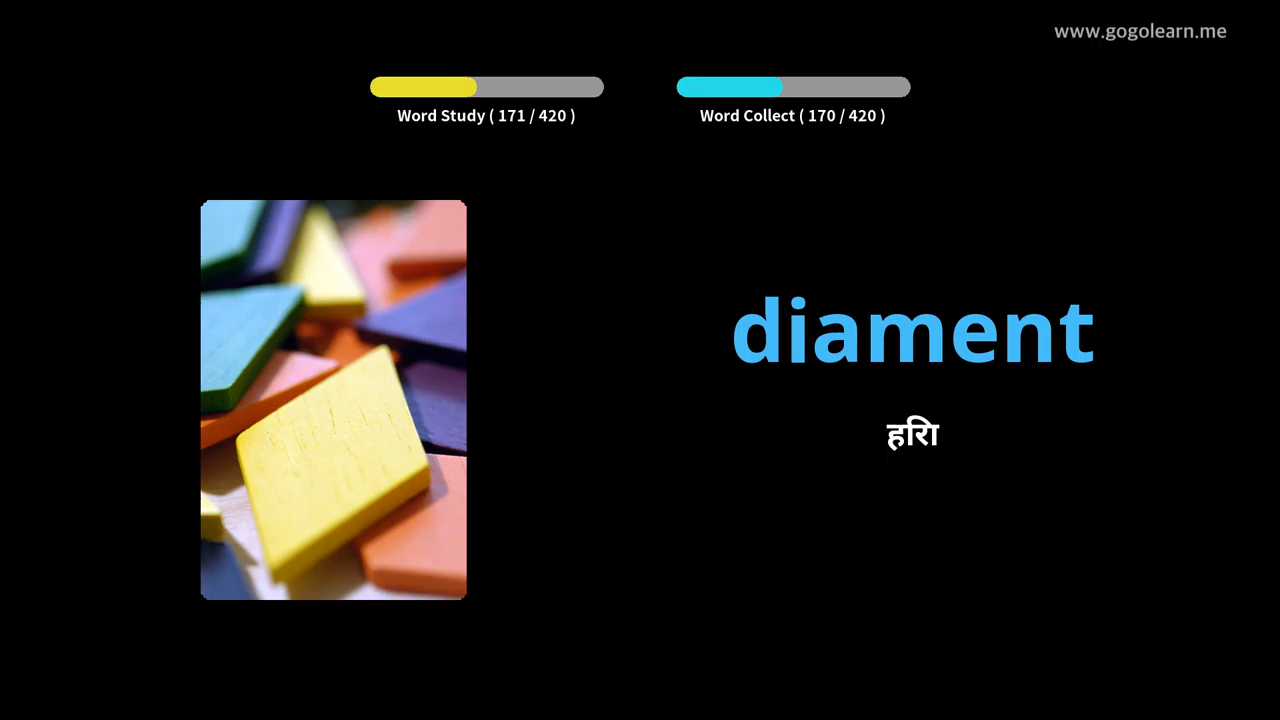 www.gogolearn.me
Word Study ( 171 / 420 )
Word Collect ( 170 / 420 )
diament
हरिा